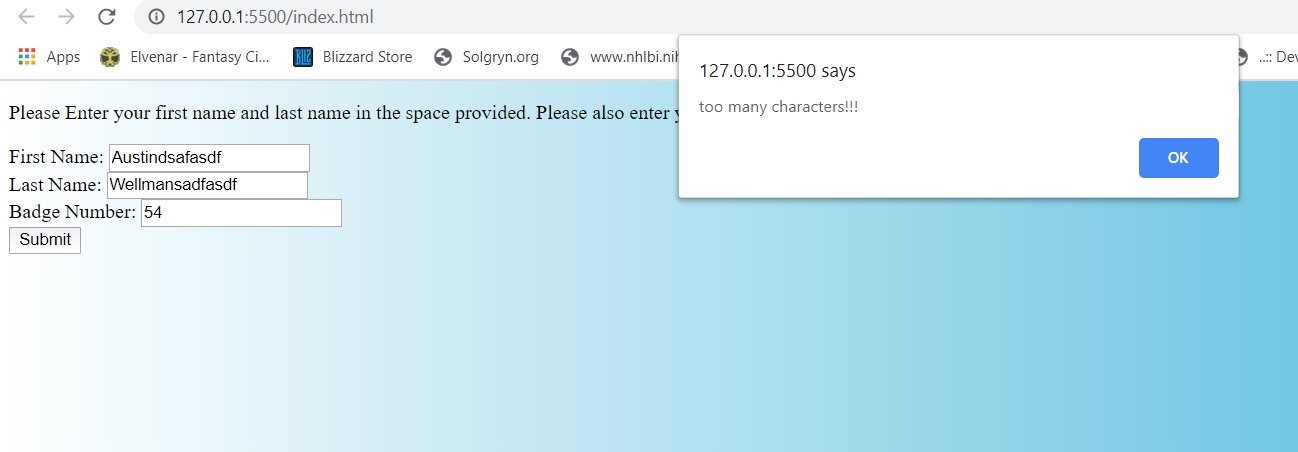 127.0.0.1:5500/index.html
Apps Elvenar - Fantasy Ci... Blizzard Store Solgryn.org www.nhlbi.nih ..:: Dev
127.0.0.1:5500 says
too many characters!!!
OK
Please Enter your first name and last name in the space provided. Please also enter
First Name: Austindsafasdf
Last Name: Wellmansadfasdf
Badge Number: 54
Submit